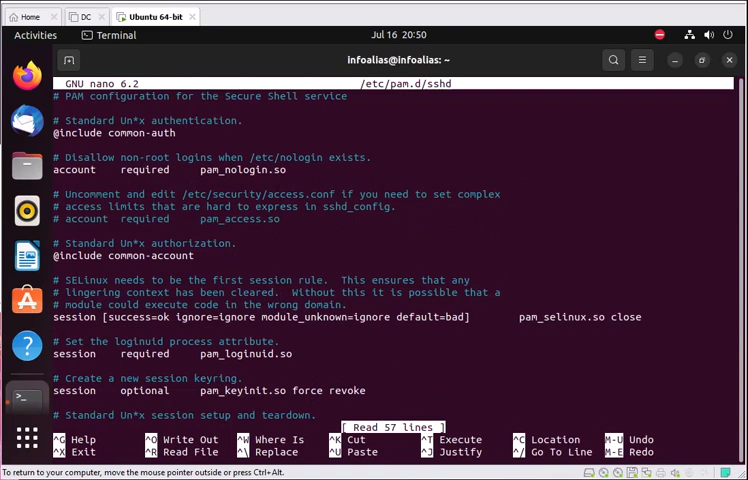 Home DC Ubuntu 64-bit
Activities Terminal Jul 16 20:50
infoalias@infoalias: ~
GNU nano 6.2 /etc/pam.d/sshd
# PAM configuration for the Secure Shell service
# Standard Un*x authentication.
@include common-auth
# Disallow non-root logins when /etc/nologin exists.
account required pam_nologin.so
# Uncomment and edit /etc/security/access.conf if you need to set complex
# access limits that are hard to express in sshd_config.
# account required pam_access.so
# Standard Un*x authorization.
@include common-account
# SELinux needs to be the first session rule. This ensures that any
# lingering context has been cleared. Without this it is possible that a
# module could execute code in the wrong domain.
session [success=ok ignore=ignore module_unknown=ignore default=bad] pam_selinux.so close
# Set the loginuid process attribute.
session required pam_loginuid.so
# Create a new session keyring.
session optional pam_keyinit.so force revoke
# Standard Un*x session setup and teardown.
[ Read 57 lines ]
^G Help ^O Write Out ^W Where Is ^K Cut ^T Execute ^C Location M-U Undo
^X Exit ^R Read File ^\ Replace ^U Paste ^J Justify ^/ Go To Line M-E Redo
To return to your computer, move the mouse pointer outside or press Ctrl+Alt.